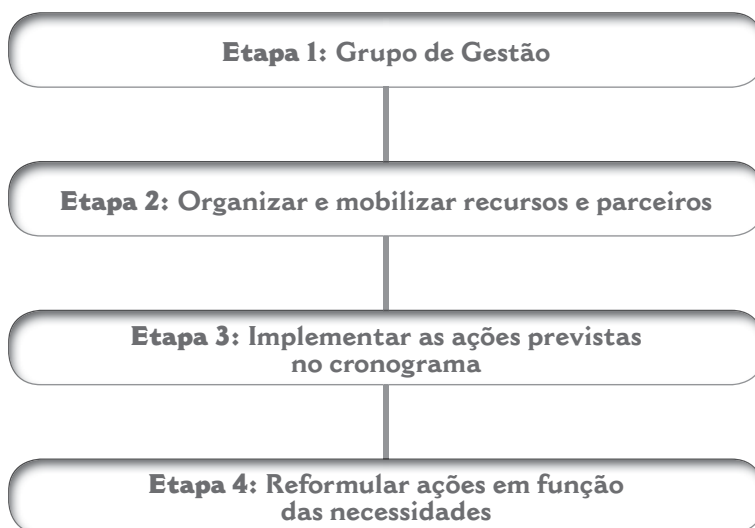 Etapa 1: Grupo de Gestão
Etapa 2: Organizar e mobilizar recursos e parceiros
Etapa 3: Implementar as ações previstas
no cronograma
Etapa 4: Reformular ações em função
das necessidades